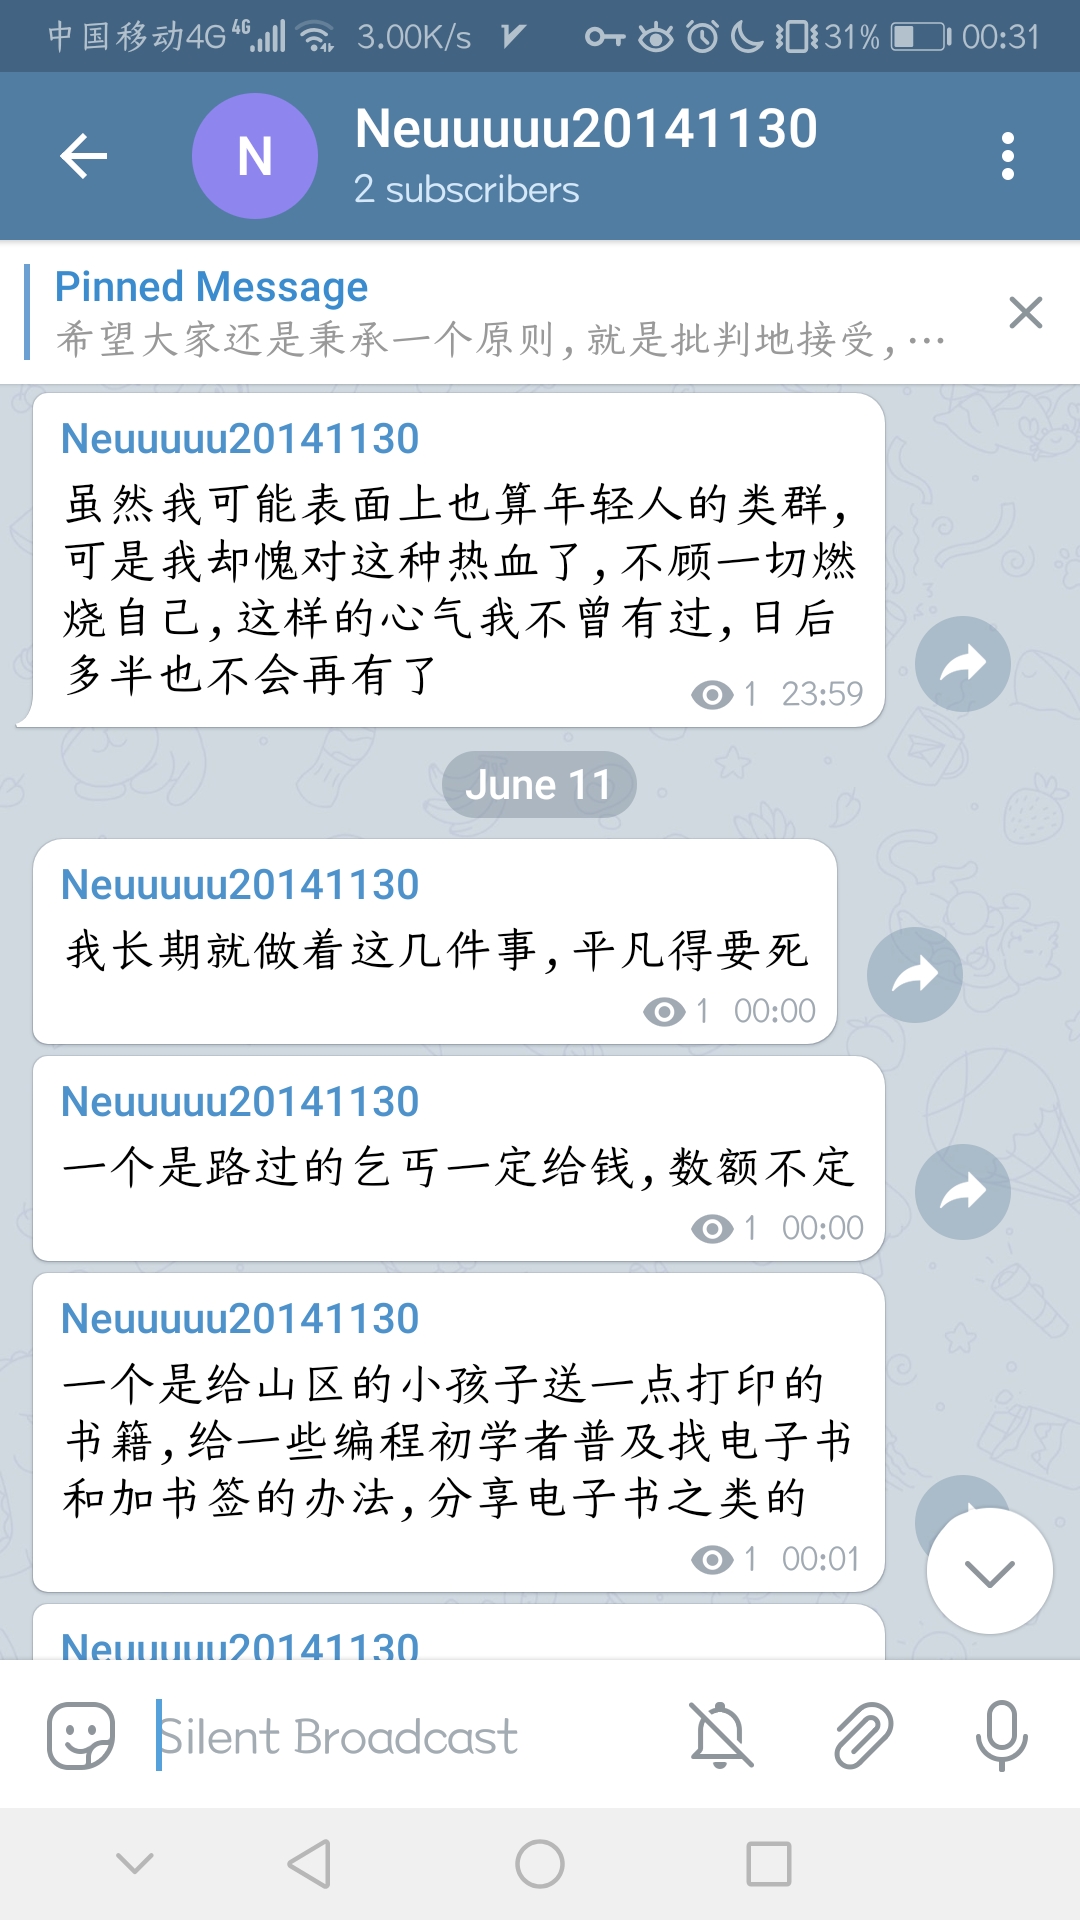 中国移动4G 4G 3.00K/s 31% 00:31
N
Neuuuuu20141130
2 subscribers
Pinned Message
希望大家还是秉承一个原则,就是批判地接受,…
Neuuuuu20141130
虽然我可能表面上也算年轻人的类群,
可是我却愧对这种热血了,不顾一切燃
烧自己,这样的心气我不曾有过,日后
多半也不会再有了
1 23:59
June 11
Neuuuuu20141130
我长期就做着这几件事,平凡得要死
1 00:00
Neuuuuu20141130
一个是路过的乞丐一定给钱,数额不定
1 00:00
Neuuuuu20141130
一个是给山区的小孩子送一点打印的
书籍,给一些编程初学者普及找电子书
和加书签的办法,分享电子书之类的
1 00:01
Neuuuuu20141130
Silent Broadcast